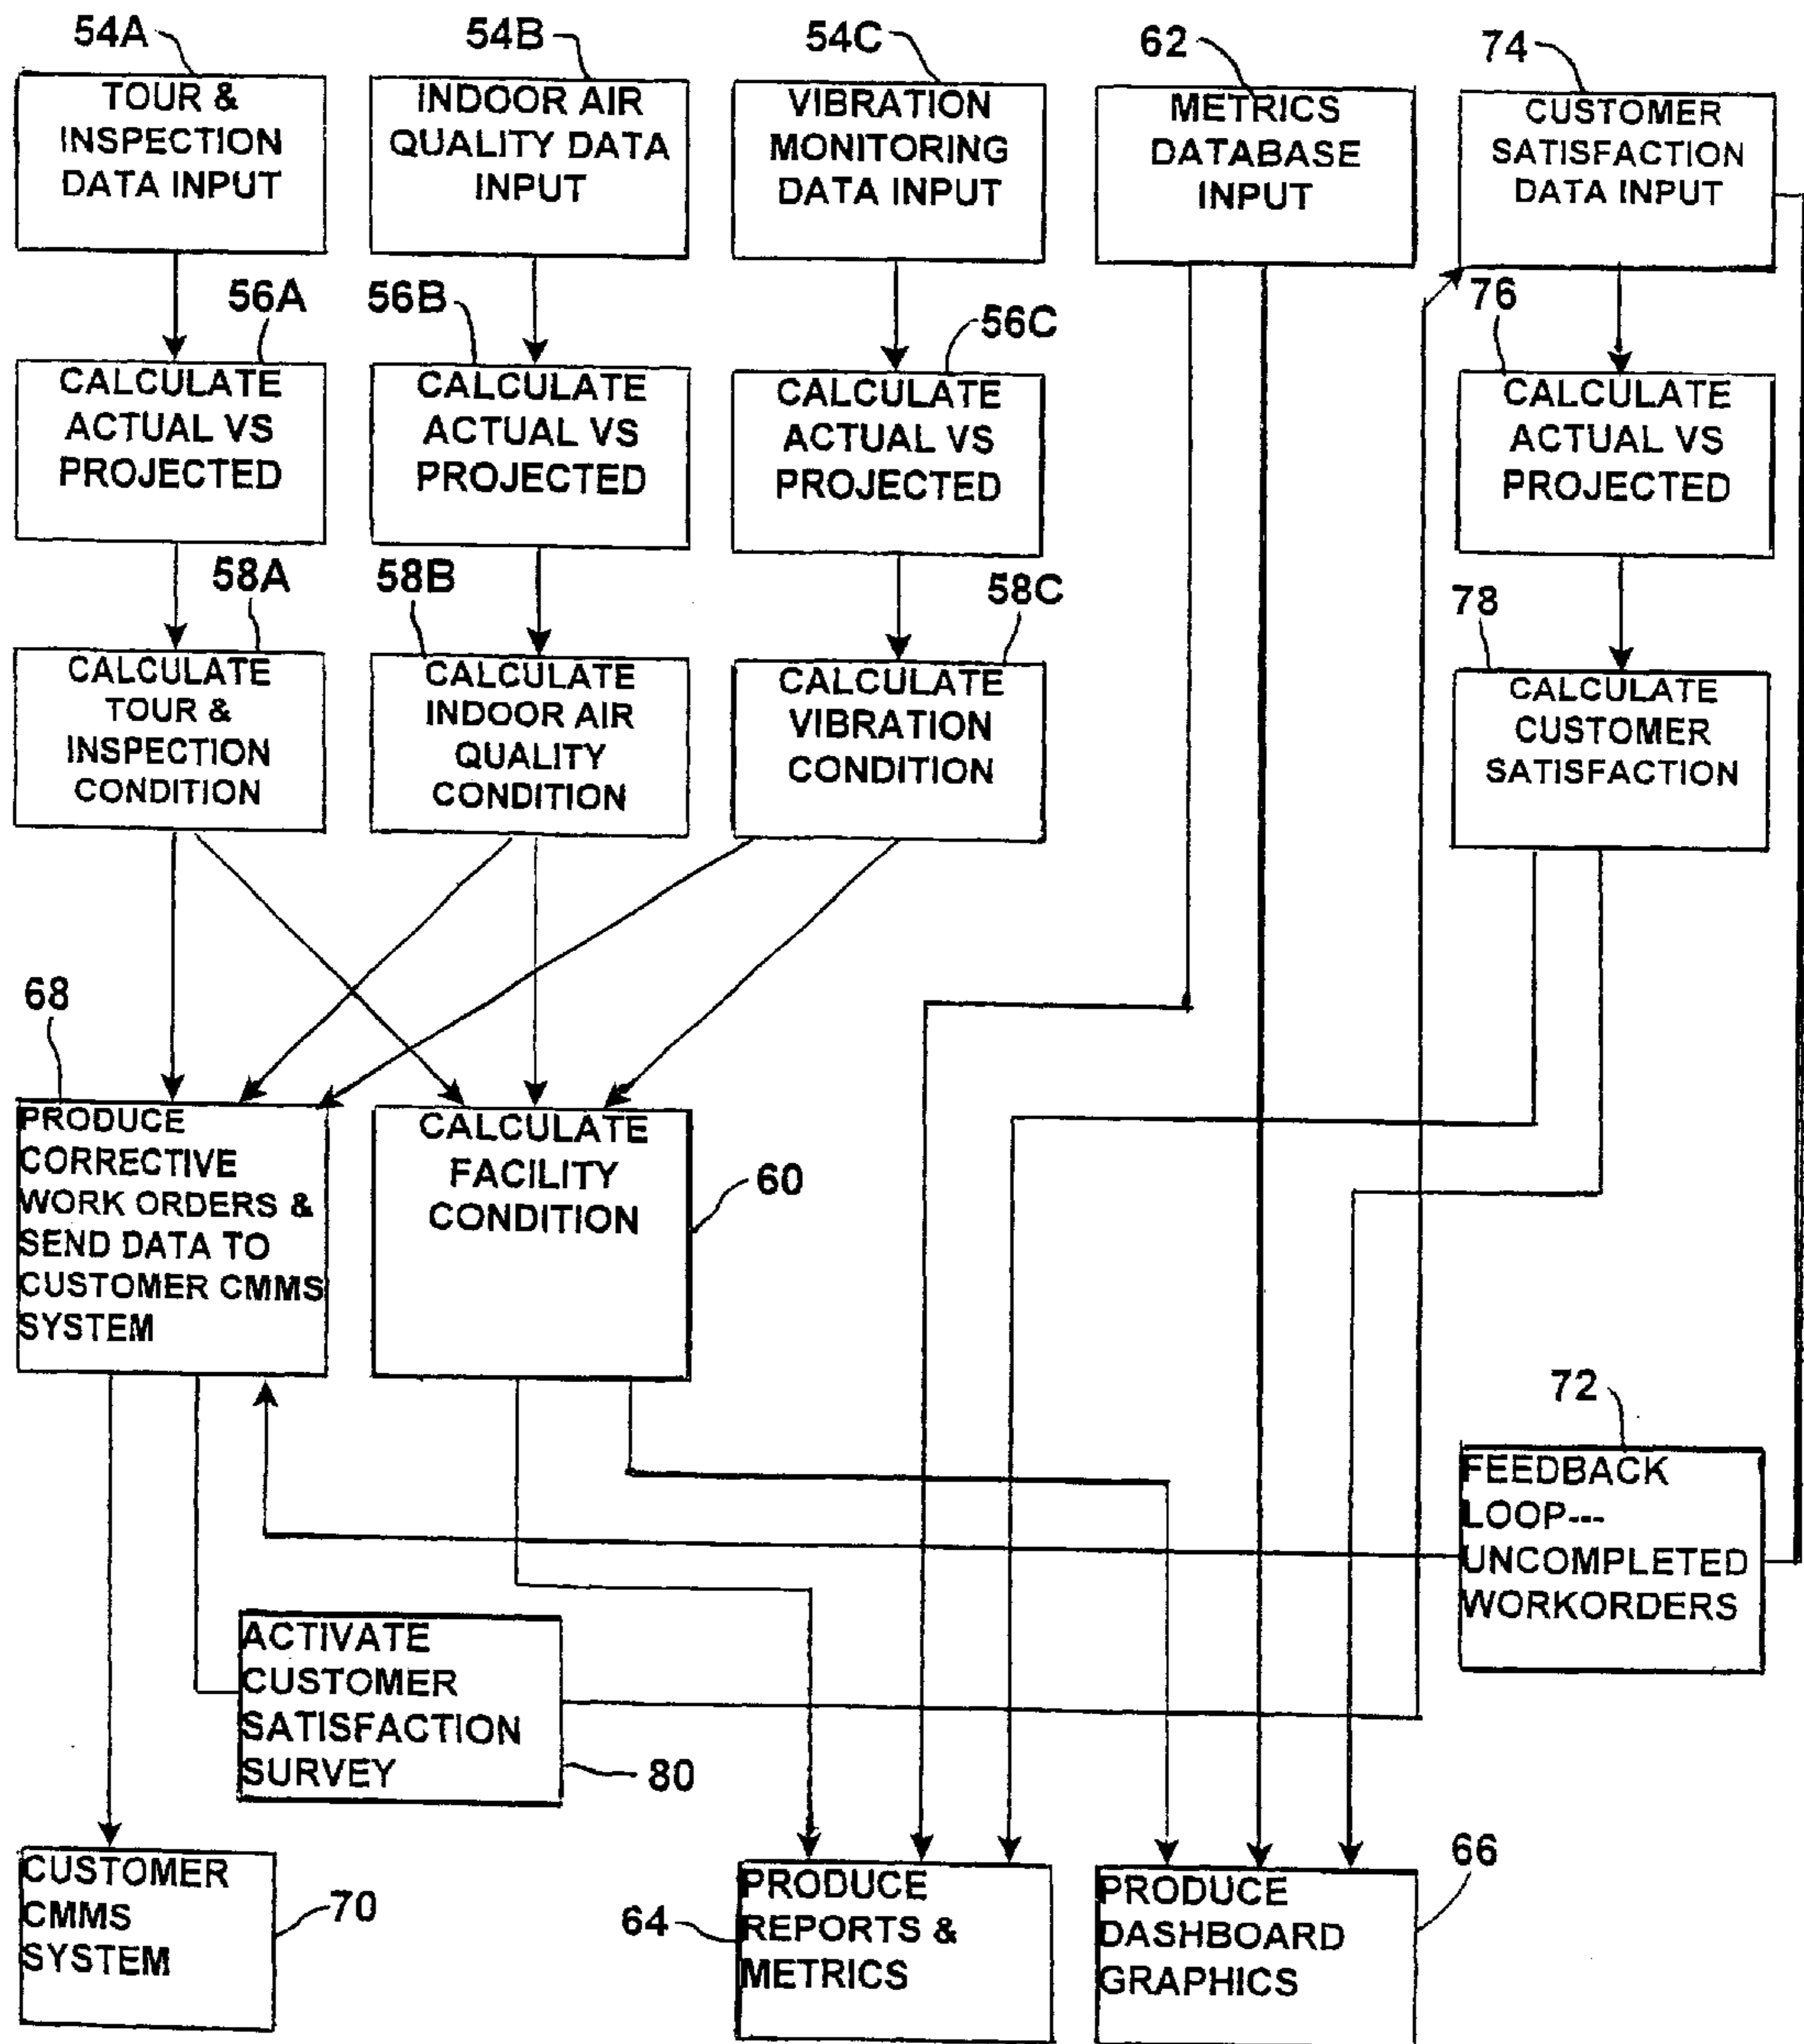 54A
TOUR &
INSPECTION
DATA INPUT
54B
INDOOR AIR
QUALITY DATA
INPUT
54C
VIBRATION
MONITORING
DATA INPUT
62
METRICS
DATABASE
INPUT
74
CUSTOMER
SATISFACTION
DATA INPUT
56A
CALCULATE
ACTUAL VS
PROJECTED
56B
CALCULATE
ACTUAL VS
PROJECTED
56C
CALCULATE
ACTUAL VS
PROJECTED
76
CALCULATE
ACTUAL VS
PROJECTED
58A
CALCULATE
TOUR &
INSPECTION
CONDITION
58B
CALCULATE
INDOOR AIR
QUALITY
CONDITION
58C
CALCULATE
VIBRATION
CONDITION
78
CALCULATE
CUSTOMER
SATISFACTION
68
PRODUCE
CORRECTIVE
WORK ORDERS &
SEND DATA TO
CUSTOMER CMMS
SYSTEM
CALCULATE
FACILITY
CONDITION
60
72
FEEDBACK
LOOP---
UNCOMPLETED
WORKORDERS
ACTIVATE
CUSTOMER
SATISFACTION
SURVEY
80
CUSTOMER
CMMS
SYSTEM
70
64
PRODUCE
REPORTS &
METRICS
PRODUCE
DASHBOARD
GRAPHICS
66